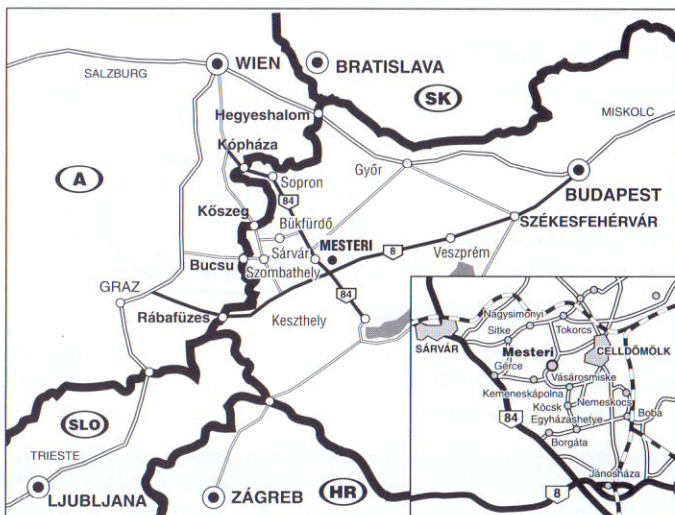 WIEN
BRATISLAVA
SALZBURG
SK
Hegyeshalom
MISKOLC
Kópháza
A
Sopron
Győr
BUDAPEST
84
Kőszeg
Bükfürdő
SZÉKESFEHÉRVÁR
MESTERI
8
Veszprém
Sárvár
Bucsu
Szombathely
GRAZ
84
Rábafüzes
Keszthely
SLO
TRIESTE
LJUBLJANA
ZÁGREB
HR
Nagysimonyi
Sitke
Tokorcs
SÁRVÁR
Mesteri
CELLDÖMÖLK
Gérce
Vásárosmiske
Kemeneskápolna
Köcsk
Nemeskocs
Egyházashetye
Boba
84
Borgáta
Jánosháza
8